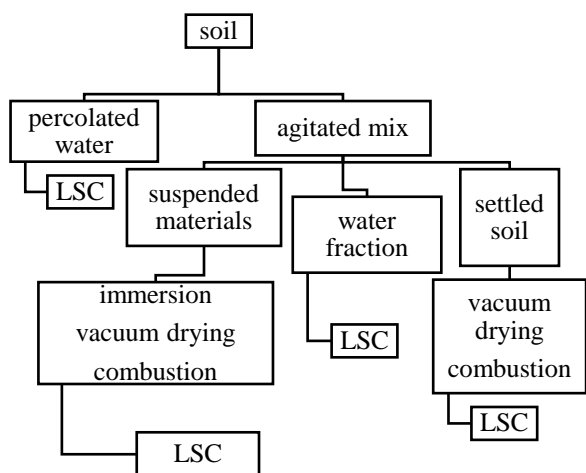 soil
percolated
water
agitated mix
LSC
suspended
materials
water
fraction
settled
soil
immersion
vacuum drying
combustion
LSC
vacuum
drying
combustion
LSC
LSC